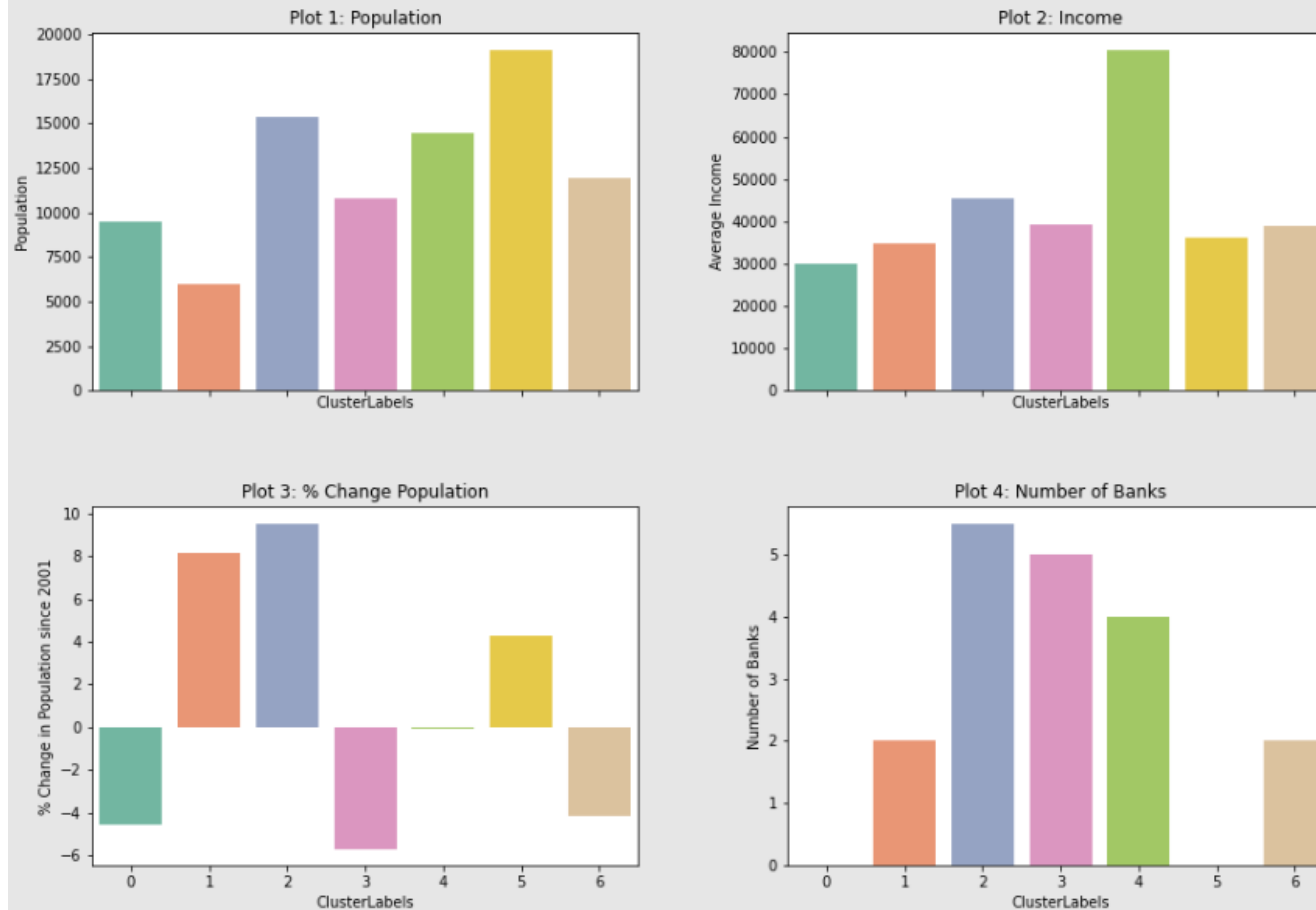 Plot 1: Population
20000
17500
15000
12500
10000
7500
5000
2500
0
Population
ClusterLabels
Plot 2: Income
80000
70000
60000
50000
40000
30000
20000
10000
0
Average Income
ClusterLabels
Plot 3: % Change Population
10
8
6
4
2
0
−2
−4
−6
% Change in Population since 2001
0 1 2 3 4 5 6
ClusterLabels
Plot 4: Number of Banks
5
4
3
2
1
0
Number of Banks
0 1 2 3 4 5 6
ClusterLabels